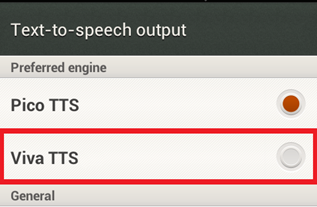 Text-to-speech output
Preferred engine
Pico TTS
Viva TTS
General